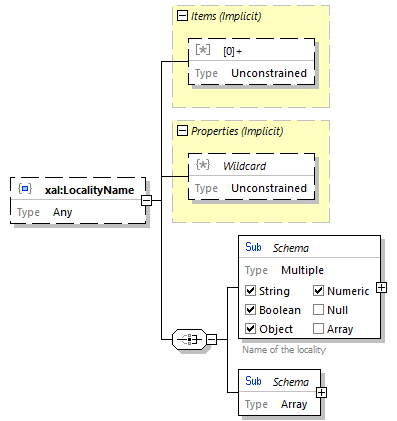 Items (Implicit)
[0]+
Type Unconstrained
Properties (Implicit)
Wildcard
Type Unconstrained
xal:LocalityName
Type Any
Sub Schema
Type Multiple
String Numeric
Boolean Null
Object Array
Name of the locality
Sub Schema
Type Array